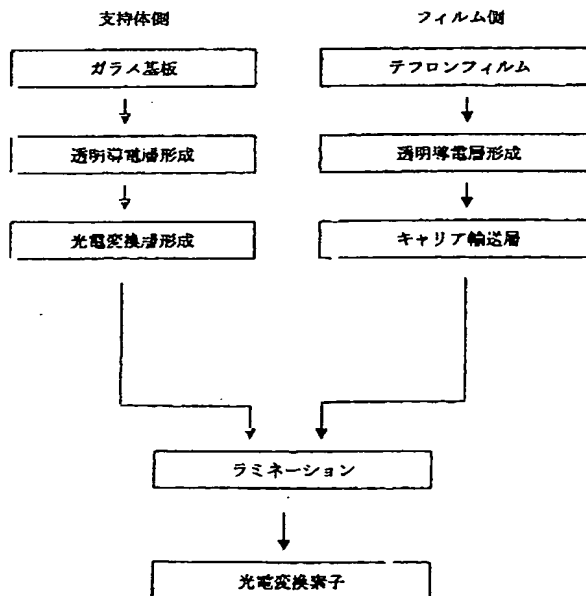 支持体側
フィルム側
ガラス基板
テフロンフィルム
透明導電層形成
透明導電層形成
光電変換層形成
キャリア輸送層
ラミネーション
光電変換素子